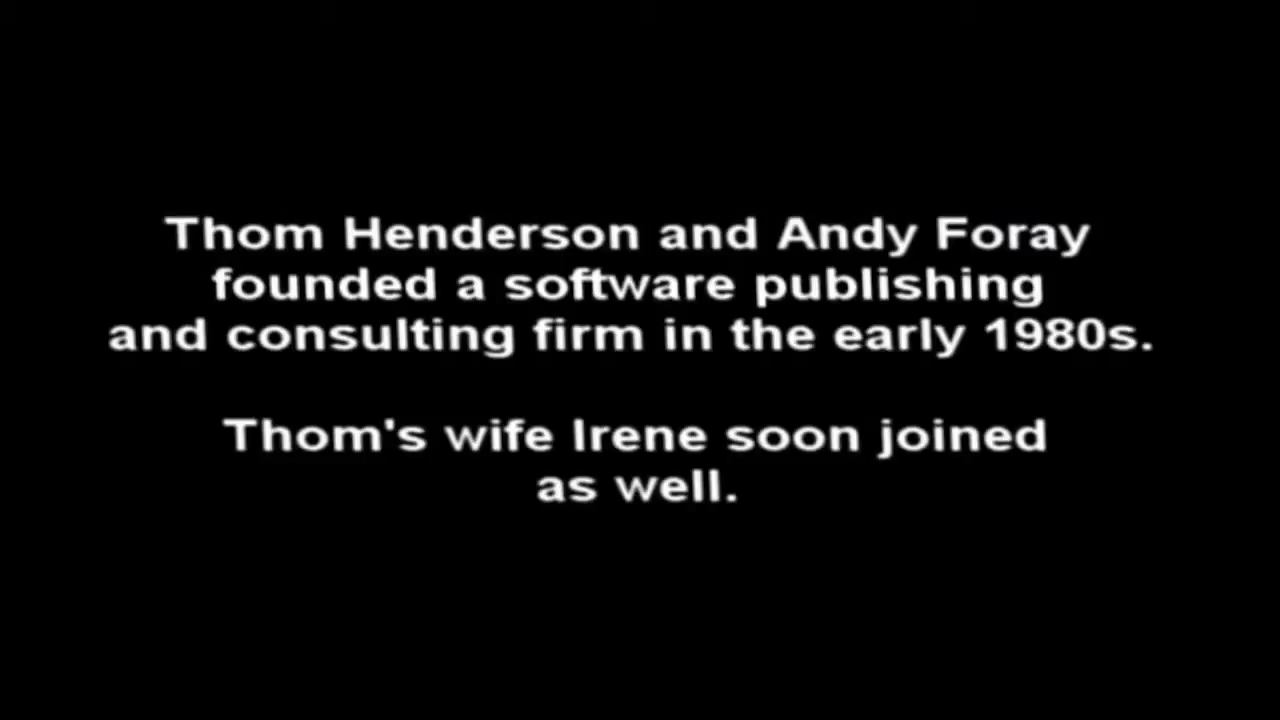 Thom Henderson and Andy Foray
founded a software publishing
and consulting firm in the early 1980s.
Thom's wife Irene soon joined
as well.